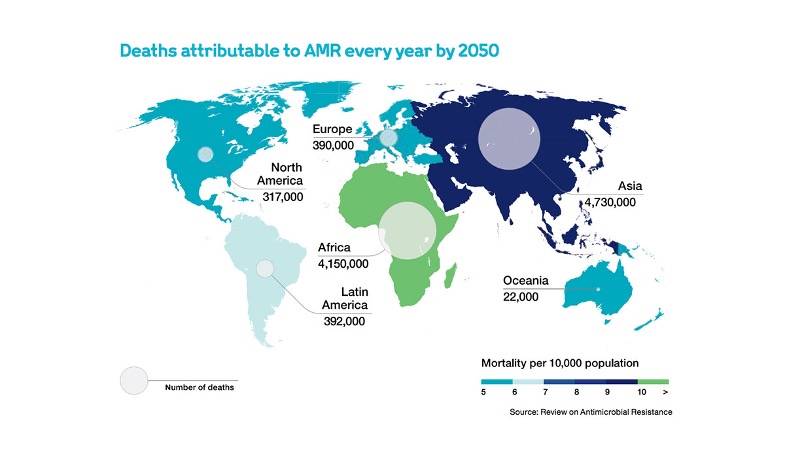 Deaths attributable to AMR every year by 2050
Europe
390,000
North
America
317,000
Asia
4,730,000
Africa
4,150,000
Oceania
22,000
Latin
America
392,000
Mortality per 10,000 population
5 6 7 8 9 10 >
Number of deaths
Source: Review on Antimicrobial Resistance